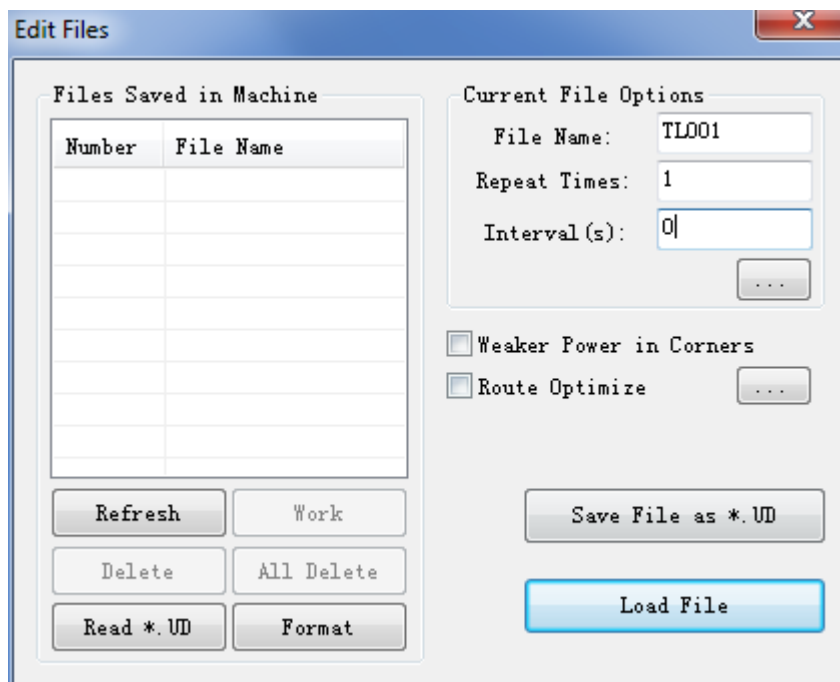 Edit Files
Files Saved in Machine
Number File Name
Refresh Work
Delete All Delete
Read *.UD Format
Current File Options
File Name: TL001
Repeat Times: 1
Interval(s): 0
...
Weaker Power in Corners
Route Optimize ...
Save File as *.UD
Load File